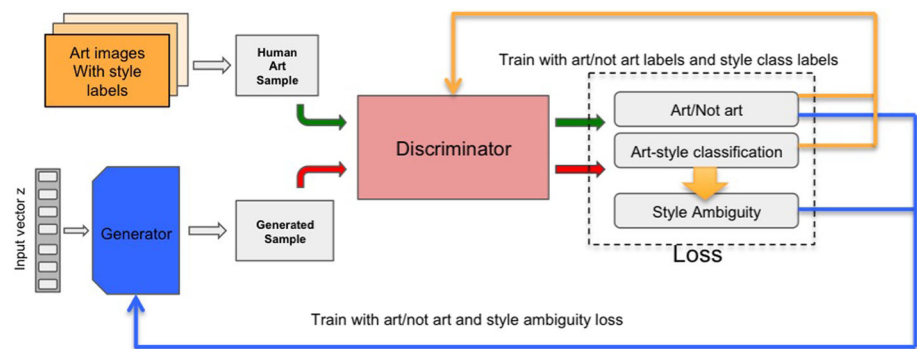 Art images
With style
labels
Human
Art
Sample
Train with art/not art labels and style class labels
Art/Not art
Discriminator
Art-style classification
Input vector z
Generator
Generated
Sample
Style Ambiguity
Loss
Train with art/not art and style ambiguity loss